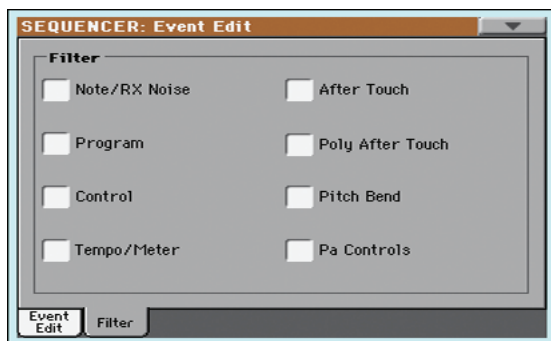 SEQUENCER: Event Edit
Filter
Note/RX Noise
After Touch
Program
Poly After Touch
Control
Pitch Bend
Tempo/Meter
Pa Controls
Event
Edit
Filter